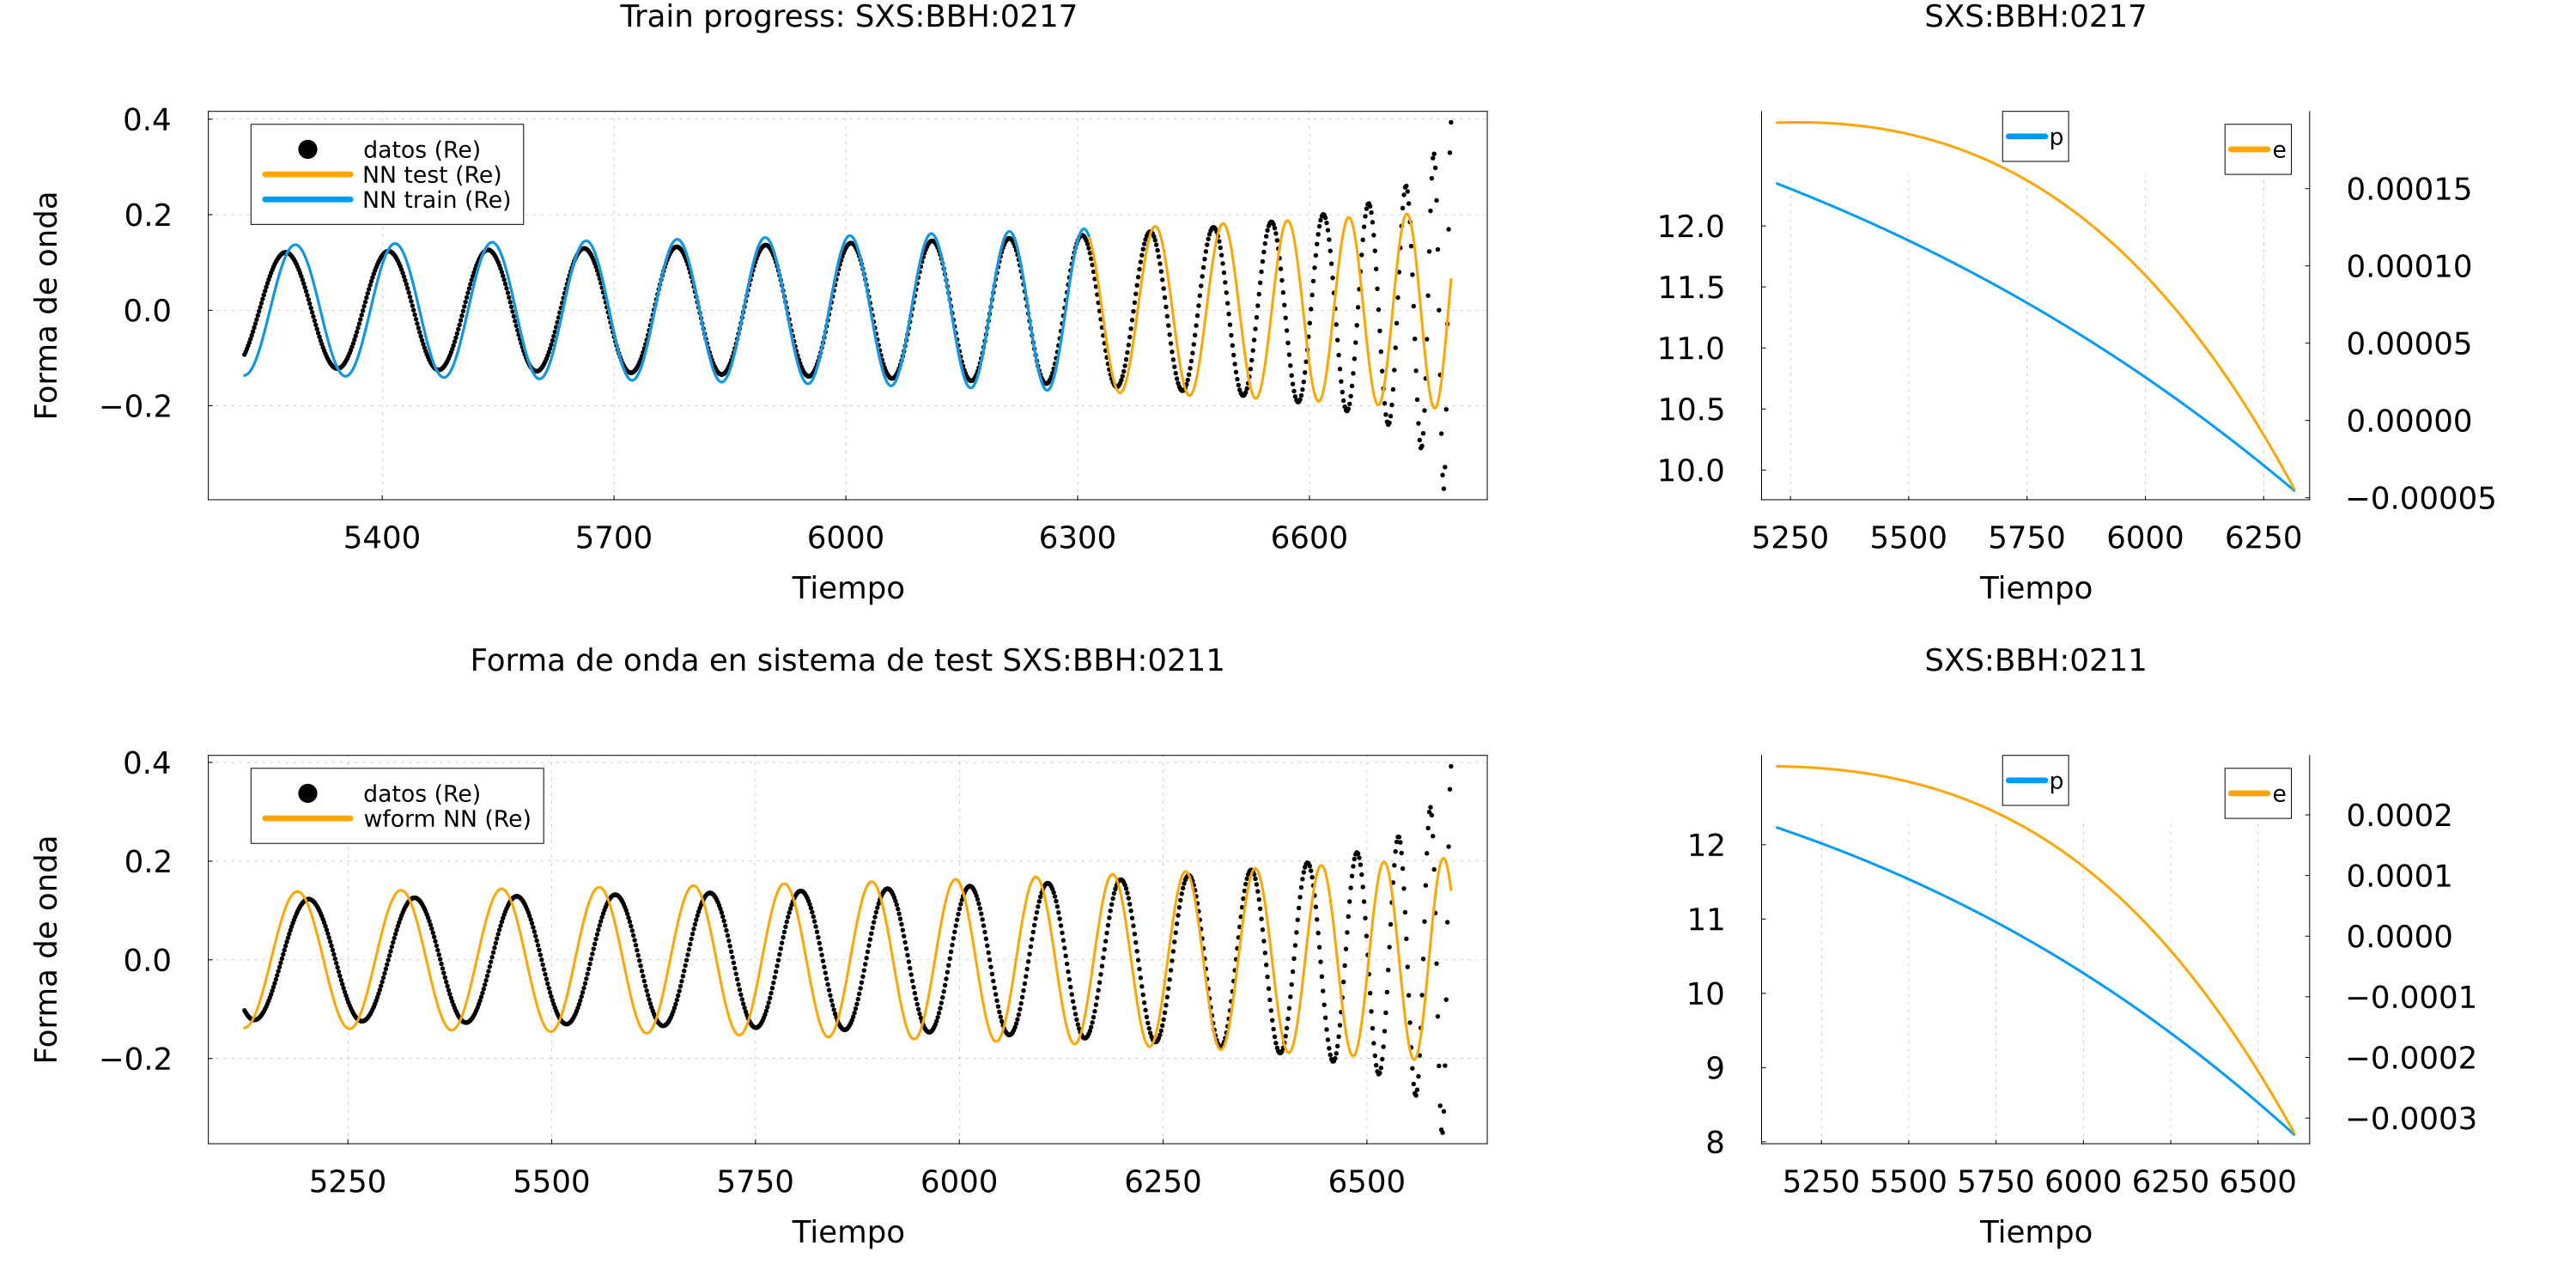 Train progress: SXS:BBH:0217
Forma de onda
0.4
0.2
0.0
−0.2
datos (Re)
NN test (Re)
NN train (Re)
5400 5700 6000 6300 6600
Tiempo
SXS:BBH:0217
12.0
11.5
11.0
10.5
10.0
p
e
0.00015
0.00010
0.00005
0.00000
−0.00005
5250 5500 5750 6000 6250
Tiempo
Forma de onda en sistema de test SXS:BBH:0211
Forma de onda
0.4
0.2
0.0
−0.2
datos (Re)
wform NN (Re)
5250 5500 5750 6000 6250 6500
Tiempo
SXS:BBH:0211
12
11
10
9
8
p
e
0.0002
0.0001
0.0000
−0.0001
−0.0002
−0.0003
5250 5500 5750 6000 6250 6500
Tiempo